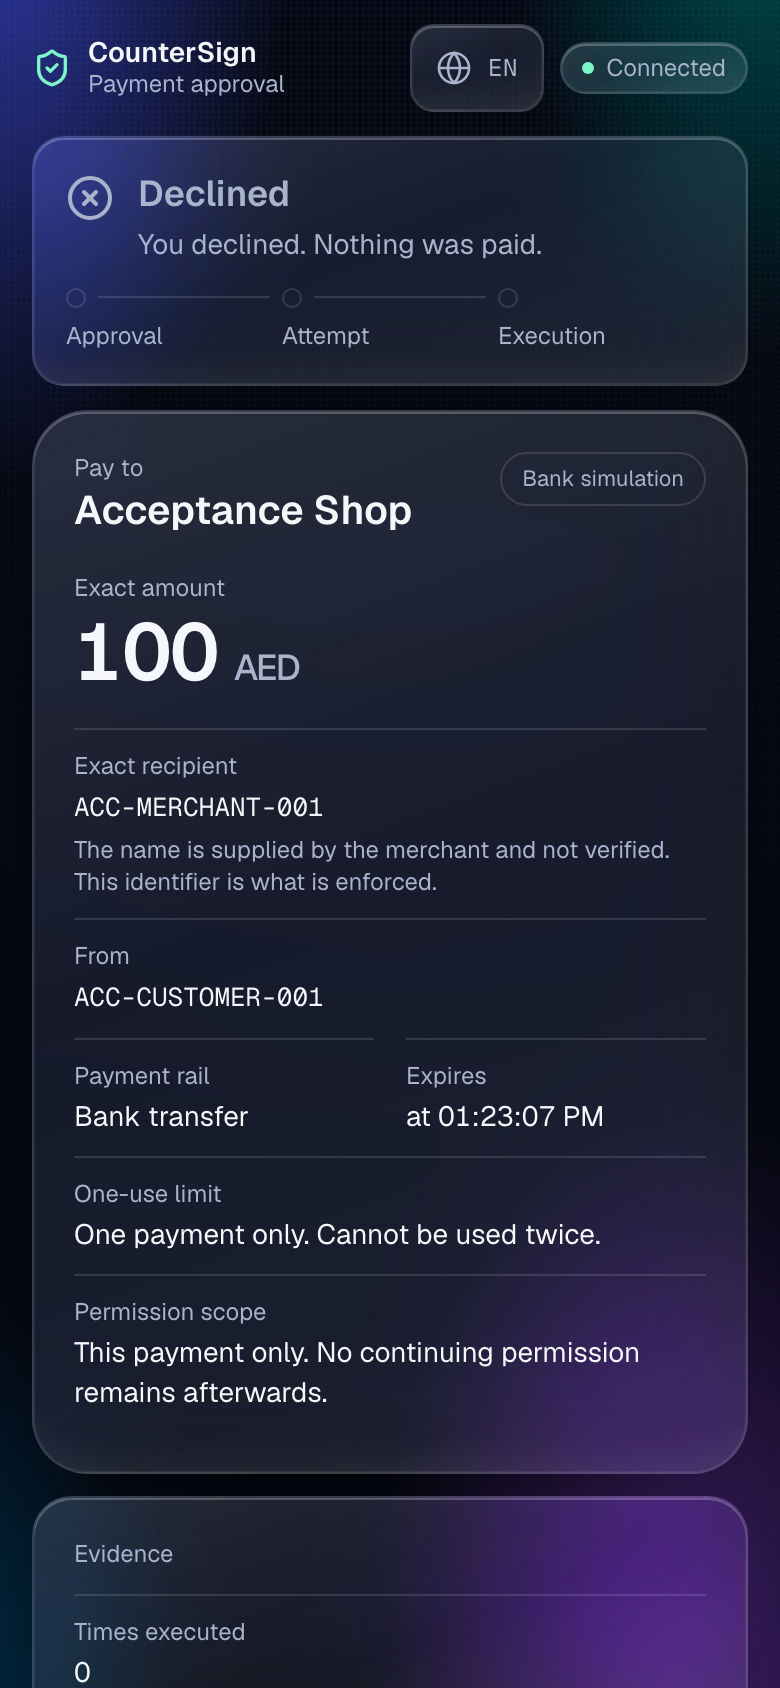 CounterSign
Payment approval
EN
Connected
Declined
You declined. Nothing was paid.
Approval
Attempt
Execution
Pay to
Bank simulation
Acceptance Shop
Exact amount
100 AED
Exact recipient
ACC-MERCHANT-001
The name is supplied by the merchant and not verified.
This identifier is what is enforced.
From
ACC-CUSTOMER-001
Payment rail
Bank transfer
Expires
at 01:23:07 PM
One-use limit
One payment only. Cannot be used twice.
Permission scope
This payment only. No continuing permission
remains afterwards.
Evidence
Times executed
0